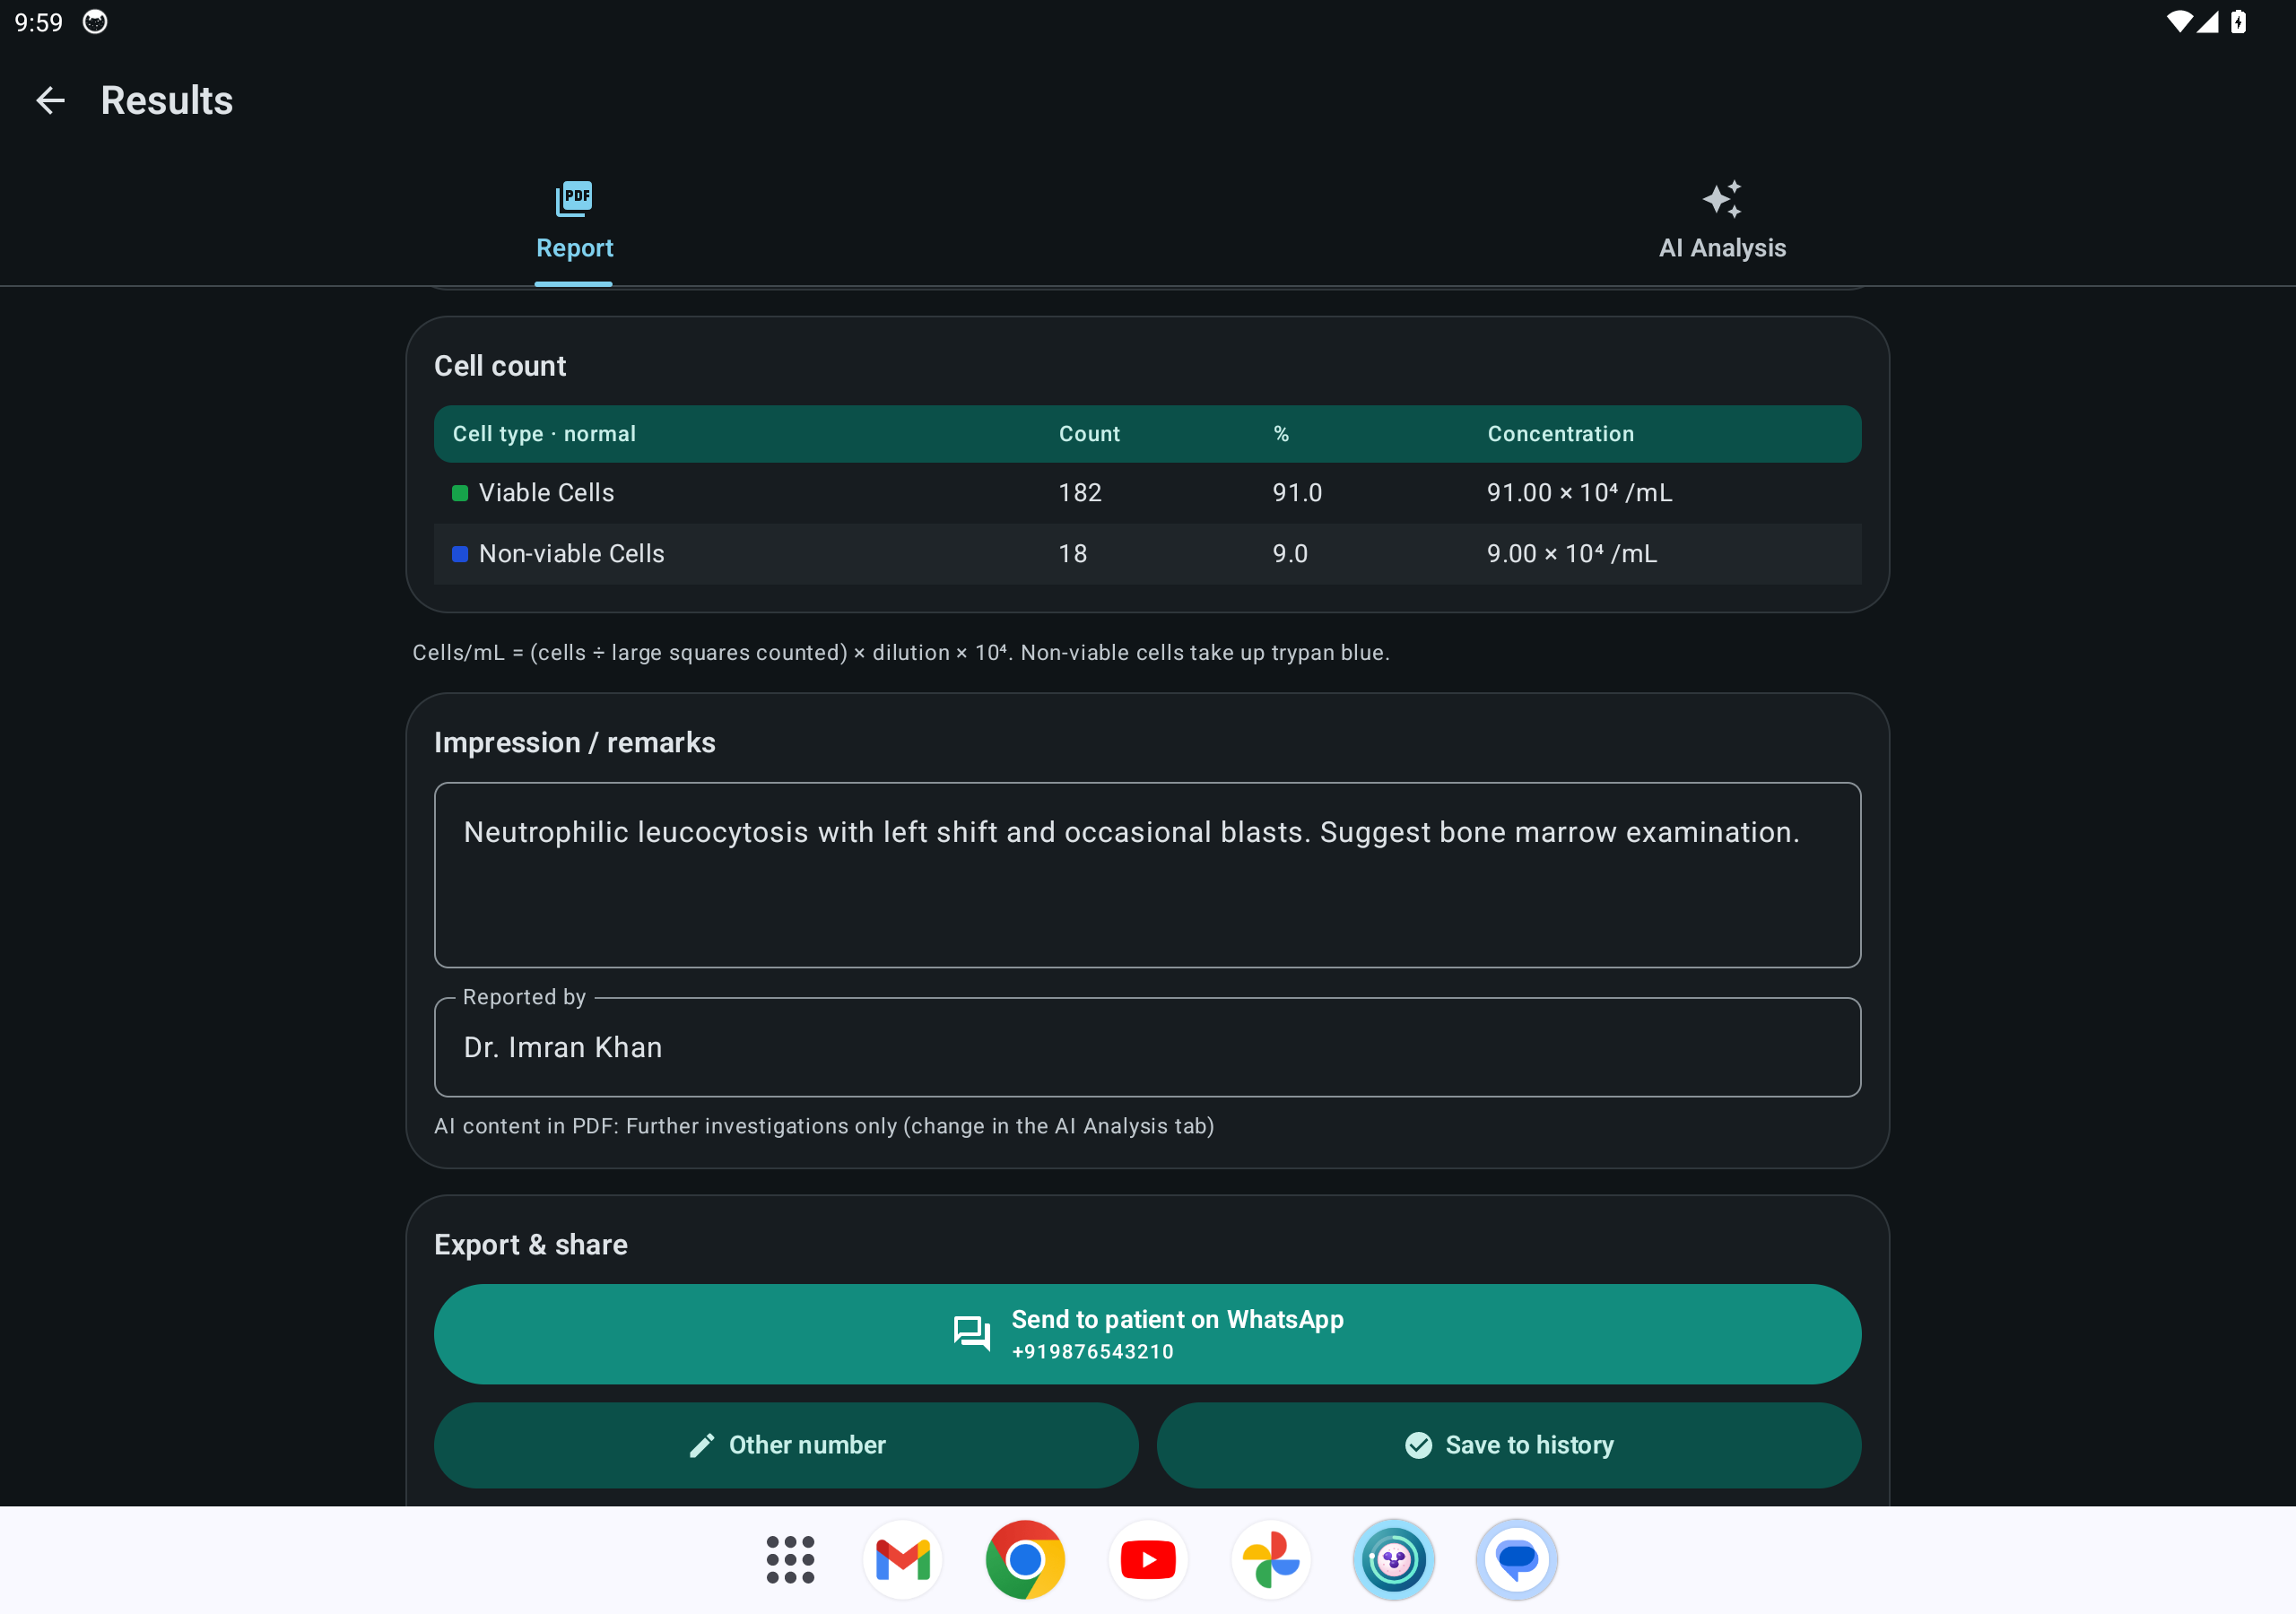 9:59
Results
PDF
Report
AI Analysis
Cell count
Cell type · normal Count % Concentration
Viable Cells 182 91.0 91.00 × 10⁴ /mL
Non-viable Cells 18 9.0 9.00 × 10⁴ /mL
Cells/mL = (cells ÷ large squares counted) × dilution × 10⁴. Non-viable cells take up trypan blue.
Impression / remarks
Neutrophilic leucocytosis with left shift and occasional blasts. Suggest bone marrow examination.
Reported by
Dr. Imran Khan
AI content in PDF: Further investigations only (change in the AI Analysis tab)
Export & share
Send to patient on WhatsApp
+919876543210
Other number
Save to history